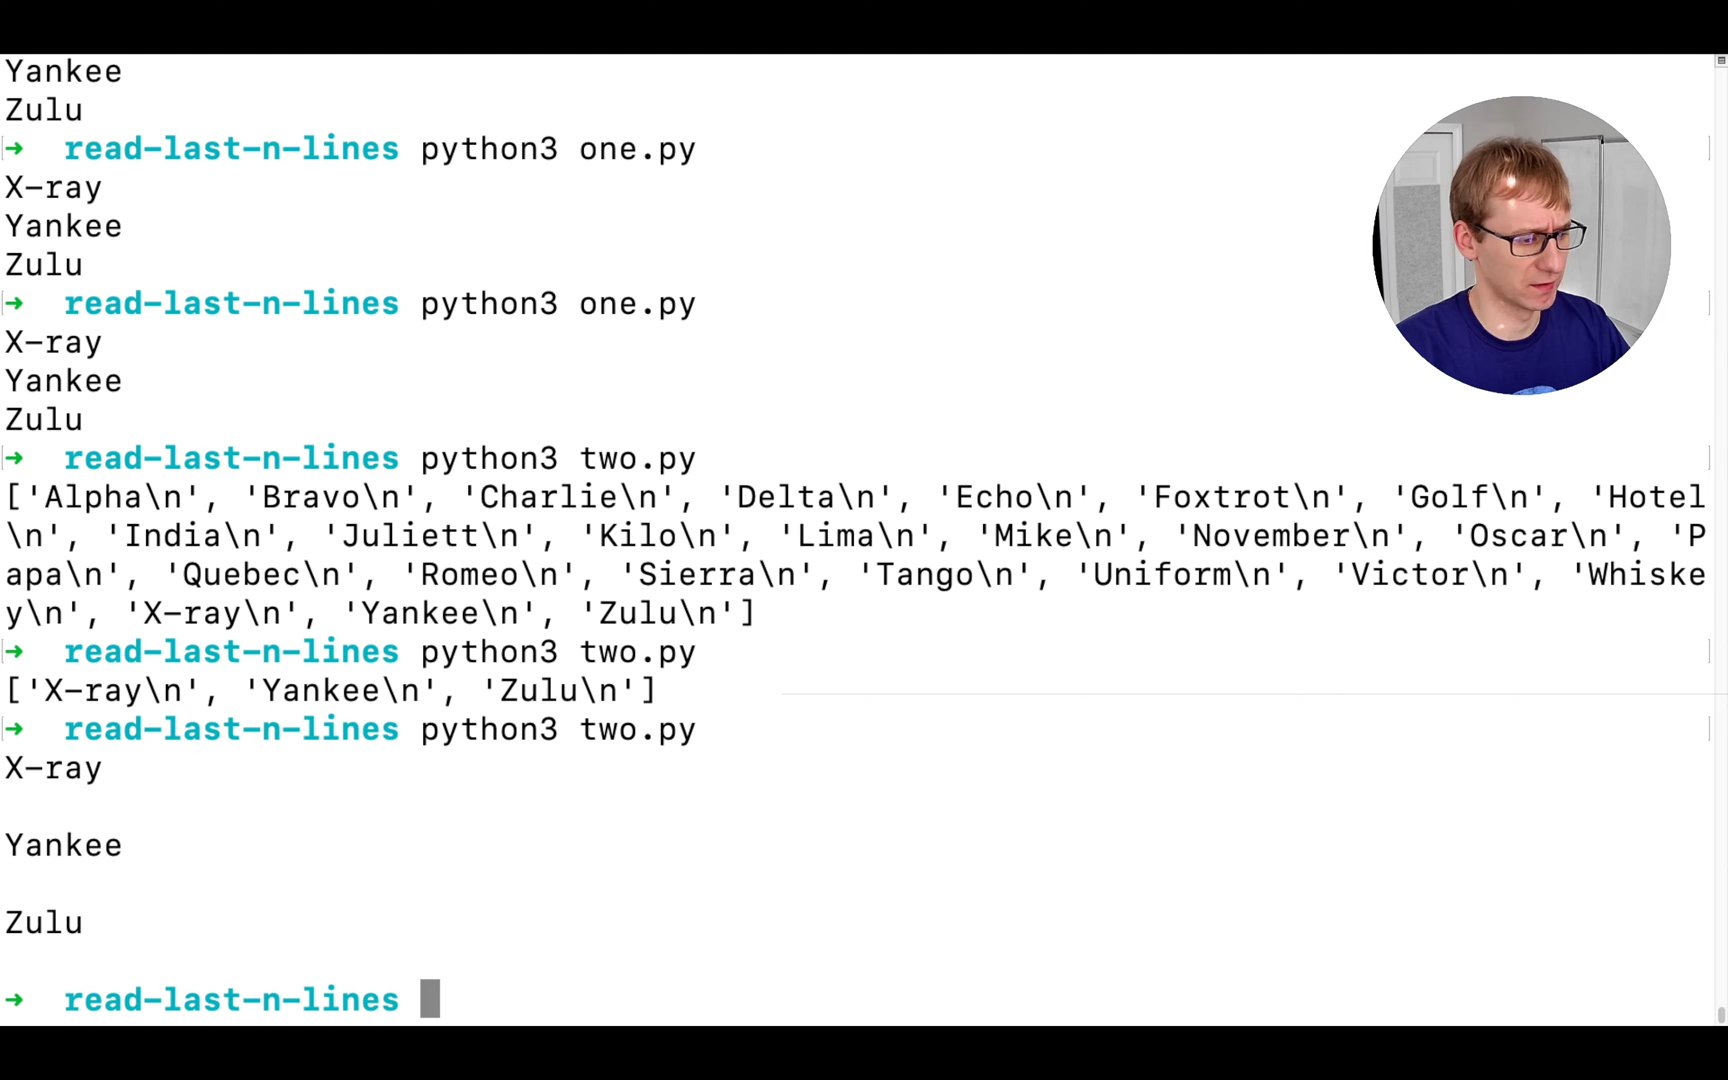 Yankee
Zulu
➜ read-last-n-lines python3 one.py
X-ray
Yankee
Zulu
➜ read-last-n-lines python3 one.py
X-ray
Yankee
Zulu
➜ read-last-n-lines python3 two.py
['Alpha\n', 'Bravo\n', 'Charlie\n', 'Delta\n', 'Echo\n', 'Foxtrot\n', 'Golf\n', 'Hotel
\n', 'India\n', 'Juliett\n', 'Kilo\n', 'Lima\n', 'Mike\n', 'November\n', 'Oscar\n', 'P
apa\n', 'Quebec\n', 'Romeo\n', 'Sierra\n', 'Tango\n', 'Uniform\n', 'Victor\n', 'Whiske
y\n', 'X-ray\n', 'Yankee\n', 'Zulu\n']
➜ read-last-n-lines python3 two.py
['X-ray\n', 'Yankee\n', 'Zulu\n']
➜ read-last-n-lines python3 two.py
X-ray
Yankee
Zulu
➜ read-last-n-lines